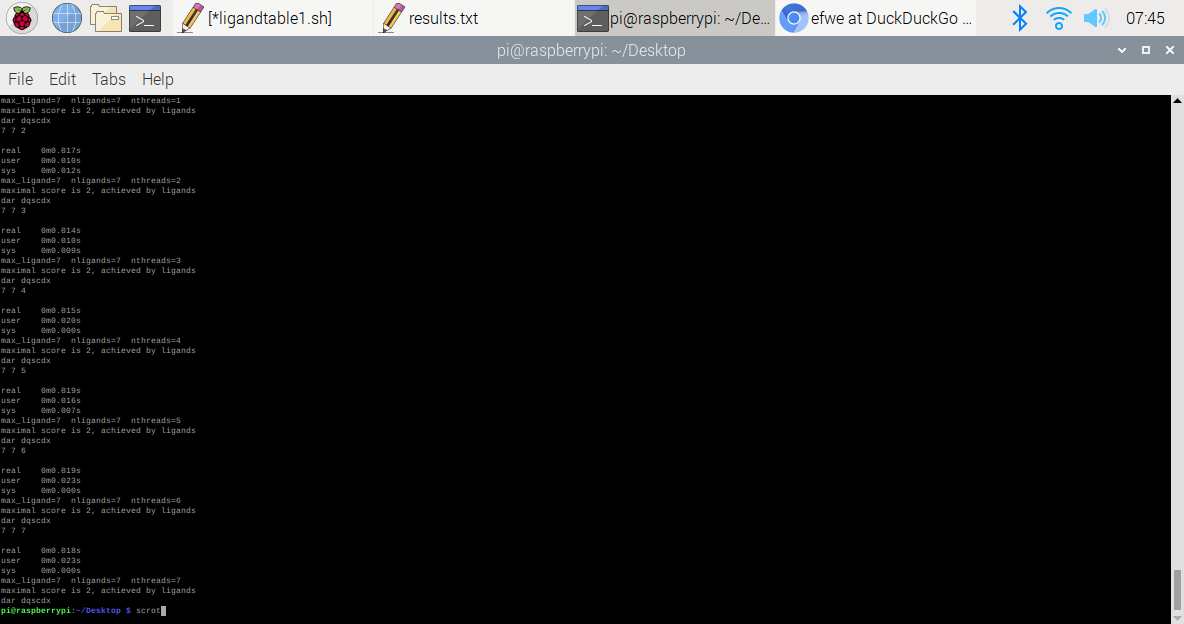 [*ligandtable1.sh]
results.txt
pi@raspberrypi: ~/De...
efwe at DuckDuckGo ...
07:45
pi@raspberrypi: ~/Desktop
File Edit Tabs Help
max_ligand=7  nligands=7  nthreads=1
maximal score is 2, achieved by ligands
dar dqscdx
7 7 2
real    0m0.017s
user    0m0.010s
sys     0m0.012s
max_ligand=7  nligands=7  nthreads=2
maximal score is 2, achieved by ligands
dar dqscdx
7 7 3
real    0m0.014s
user    0m0.010s
sys     0m0.009s
max_ligand=7  nligands=7  nthreads=3
maximal score is 2, achieved by ligands
dar dqscdx
7 7 4
real    0m0.015s
user    0m0.020s
sys     0m0.000s
max_ligand=7  nligands=7  nthreads=4
maximal score is 2, achieved by ligands
dar dqscdx
7 7 5
real    0m0.019s
user    0m0.016s
sys     0m0.007s
max_ligand=7  nligands=7  nthreads=5
maximal score is 2, achieved by ligands
dar dqscdx
7 7 6
real    0m0.019s
user    0m0.023s
sys     0m0.000s
max_ligand=7  nligands=7  nthreads=6
maximal score is 2, achieved by ligands
dar dqscdx
7 7 7
real    0m0.018s
user    0m0.023s
sys     0m0.000s
max_ligand=7  nligands=7  nthreads=7
maximal score is 2, achieved by ligands
dar dqscdx
pi@raspberrypi:~/Desktop $ scrot